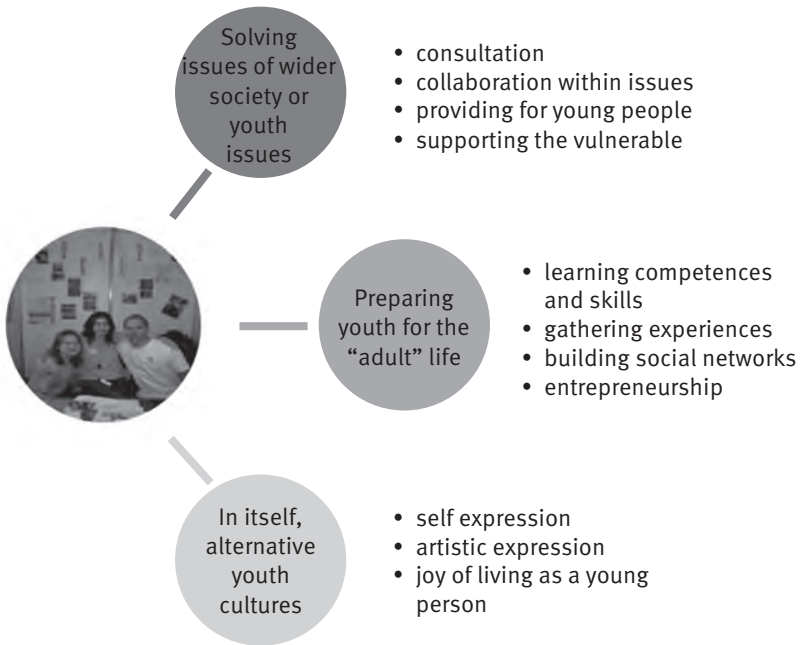 Solving
issues of wider
society or
youth
issues
• consultation
• collaboration within issues
• providing for young people
• supporting the vulnerable
Preparing
youth for the
“adult” life
• learning competences
and skills
• gathering experiences
• building social networks
• entrepreneurship
In itself,
alternative
youth
cultures
• self expression
• artistic expression
• joy of living as a young
person